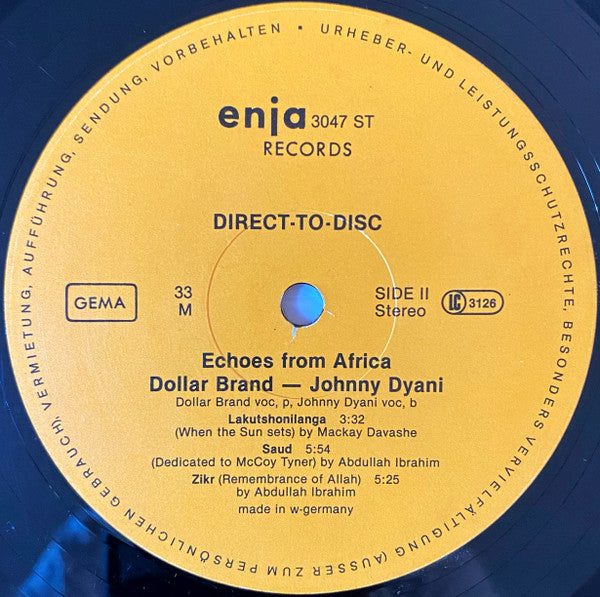 URHEBER- UND LEISTUNGSSCHUTZRECHTE, BESONDERS VERVIELFÄLTIGUNG (AUSSER ZUM PERSÖNLICHEN GEBRAUCH), VERMIETUNG, AUFFÜHRUNG, SENDUNG, VORBEHALTEN •
enja 3047 ST
RECORDS
DIRECT-TO-DISC
GEMA
33
M
SIDE II
Stereo
LC 3126
Echoes from Africa
Dollar Brand — Johnny Dyani
Dollar Brand voc, p, Johnny Dyani voc, b
Lakutshonilanga 3:32
(When the Sun sets) by Mackay Davashe
Saud 5:54
(Dedicated to McCoy Tyner) by Abdullah Ibrahim
Zikr (Remembrance of Allah) 5:25
by Abdullah Ibrahim
made in w-germany